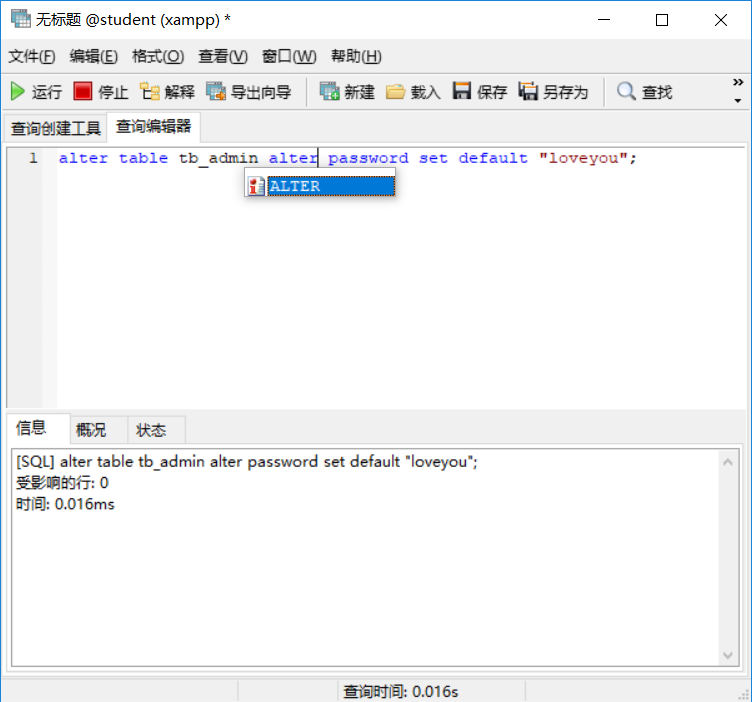 无标题 @student (xampp) *
文件(F) 编辑(E) 格式(O) 查看(V) 窗口(W) 帮助(H)
运行 停止 解释 导出向导 新建 载入 保存 另存为 查找 »
查询创建工具 查询编辑器
1 alter table tb_admin alter password set default "loveyou";
ALTER
信息 概况 状态
[SQL] alter table tb_admin alter password set default "loveyou";
受影响的行: 0
时间: 0.016ms
查询时间: 0.016s